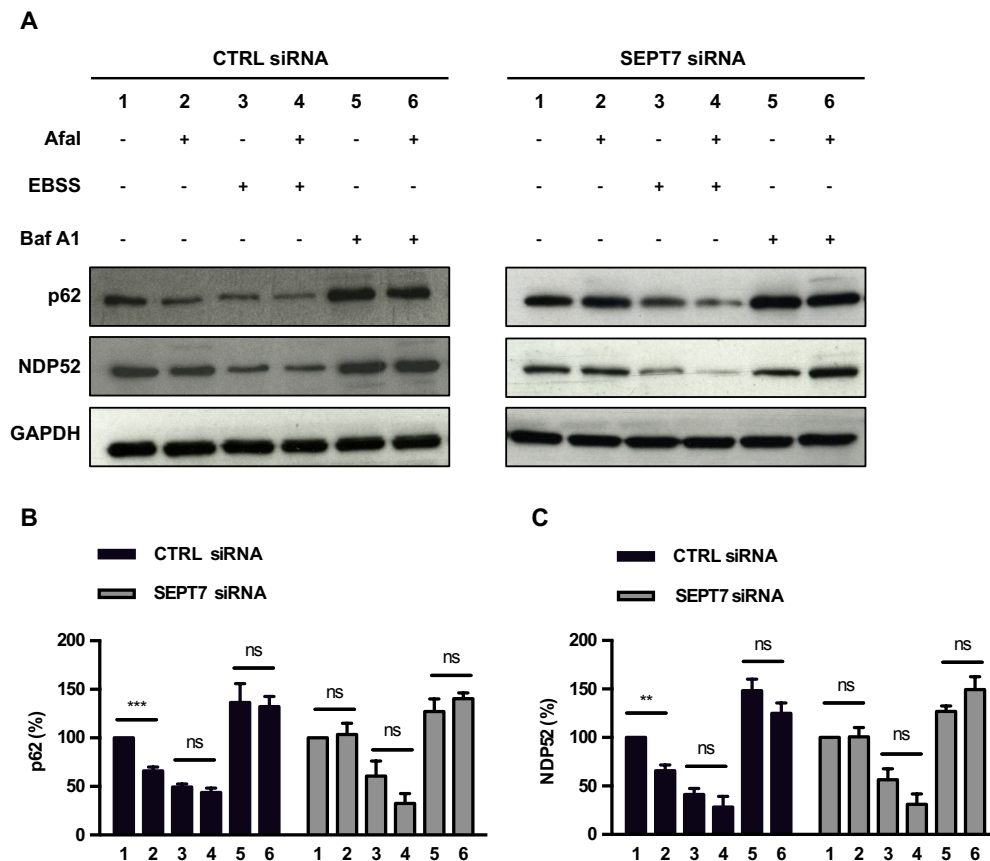 A
CTRL siRNA SEPT7 siRNA
1 2 3 4 5 6 1 2 3 4 5 6
Afal - + - + - + - + - + - +
EBSS - - + + - - - - + + - -
Baf A1 - - - - + + - - - - + +
p62
NDP52
GAPDH
B
CTRL siRNA
SEPT7 siRNA
p62 (%)
200
150
100
50
0
*** ns ns ns ns ns
1 2 3 4 5 6 1 2 3 4 5 6
C
CTRL siRNA
SEPT7 siRNA
NDP52 (%)
200
150
100
50
0
** ns ns ns ns ns
1 2 3 4 5 6 1 2 3 4 5 6